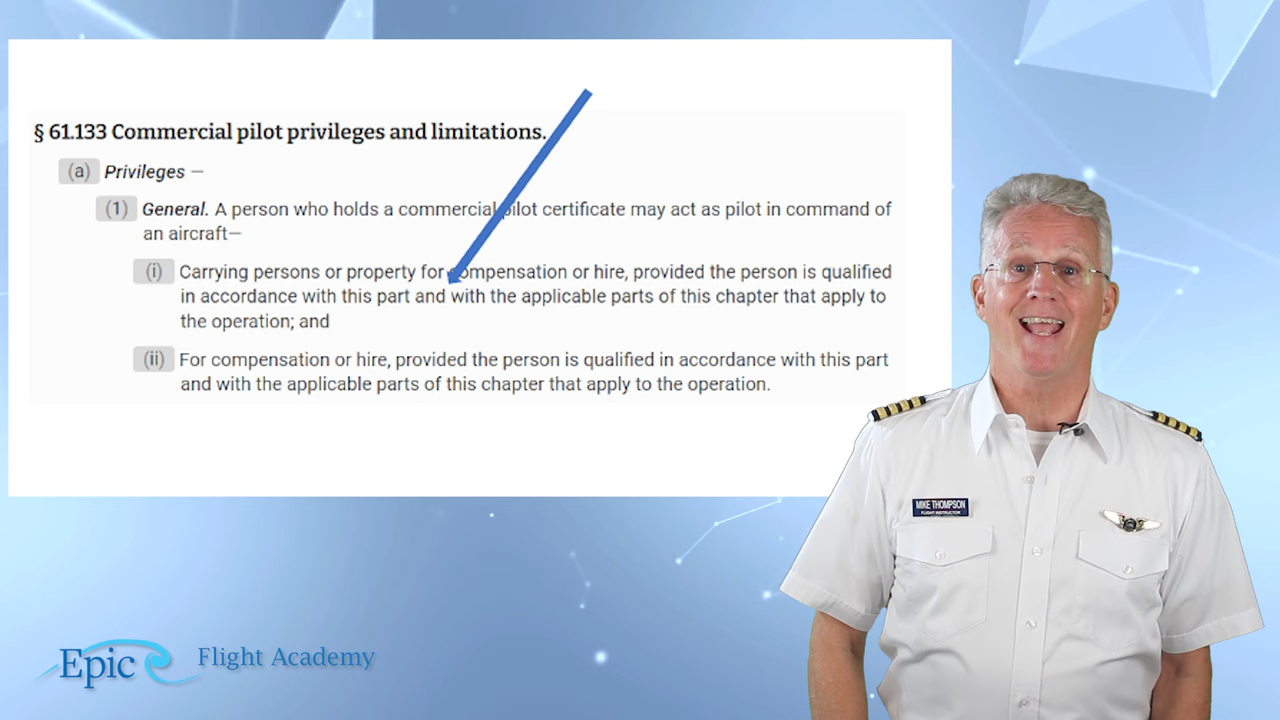 § 61.133 Commercial pilot privileges and limitations.
(a) Privileges —
(1) General. A person who holds a commercial pilot certificate may act as pilot in command of
an aircraft—
(i) Carrying persons or property for compensation or hire, provided the person is qualified
in accordance with this part and with the applicable parts of this chapter that apply to
the operation; and
(ii) For compensation or hire, provided the person is qualified in accordance with this part
and with the applicable parts of this chapter that apply to the operation.
MIKE THOMPSON
FLIGHT INSTRUCTOR
Epic Flight Academy